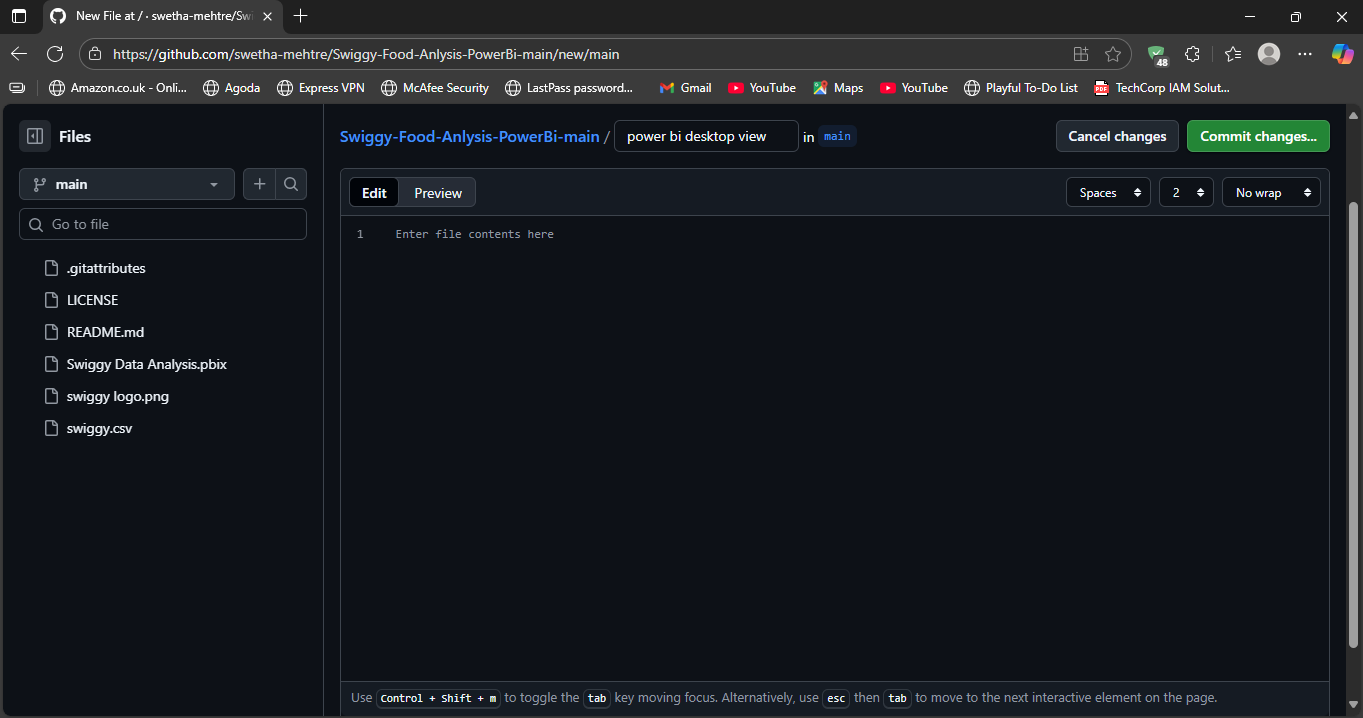 New File at / · swetha-mehtre/Swi
https://github.com/swetha-mehtre/Swiggy-Food-Anlysis-PowerBi-main/new/main
48
Amazon.co.uk - Onli... Agoda Express VPN McAfee Security LastPass password... Gmail YouTube Maps YouTube Playful To-Do List PDF TechCorp IAM Solut...
Files
Swiggy-Food-Anlysis-PowerBi-main / power bi desktop view in main
Cancel changes Commit changes...
main
Edit Preview
Spaces 2 No wrap
Go to file
1 Enter file contents here
.gitattributes
LICENSE
README.md
Swiggy Data Analysis.pbix
swiggy logo.png
swiggy.csv
Use Control + Shift + m to toggle the tab key moving focus. Alternatively, use esc then tab to move to the next interactive element on the page.